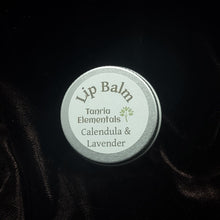 Lip Balm
Tanria
Elementals
Calendula &
Lavender